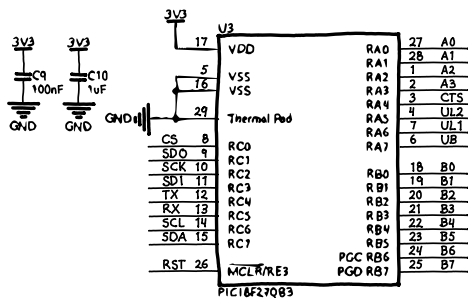 3V3
U3
3V3
3V3
17 VDD
RA0 27 A0
RA1 28 A1
C9
C10
5 VSS
RA2 1 A2
100nF
1uF
16 VSS
RA3 2 A3
RA4 3 CTS
GND
GND
GND
29 Thermal Pad
RA5 4 UL2
RA6 7 UL1
RA7 6 UB
CS 8 RC0
SDO 9 RC1
SCK 10 RC2
RB0 18 B0
SDI 11 RC3
RB1 19 B1
TX 12 RC4
RB2 20 B2
RX 13 RC5
RB3 21 B3
SCL 14 RC6
RB4 22 B4
SDA 15 RC7
RB5 23 B5
PGC RB6 24 B6
RST 26 MCLR/RE3
PGD RB7 25 B7
PIC18F27Q83